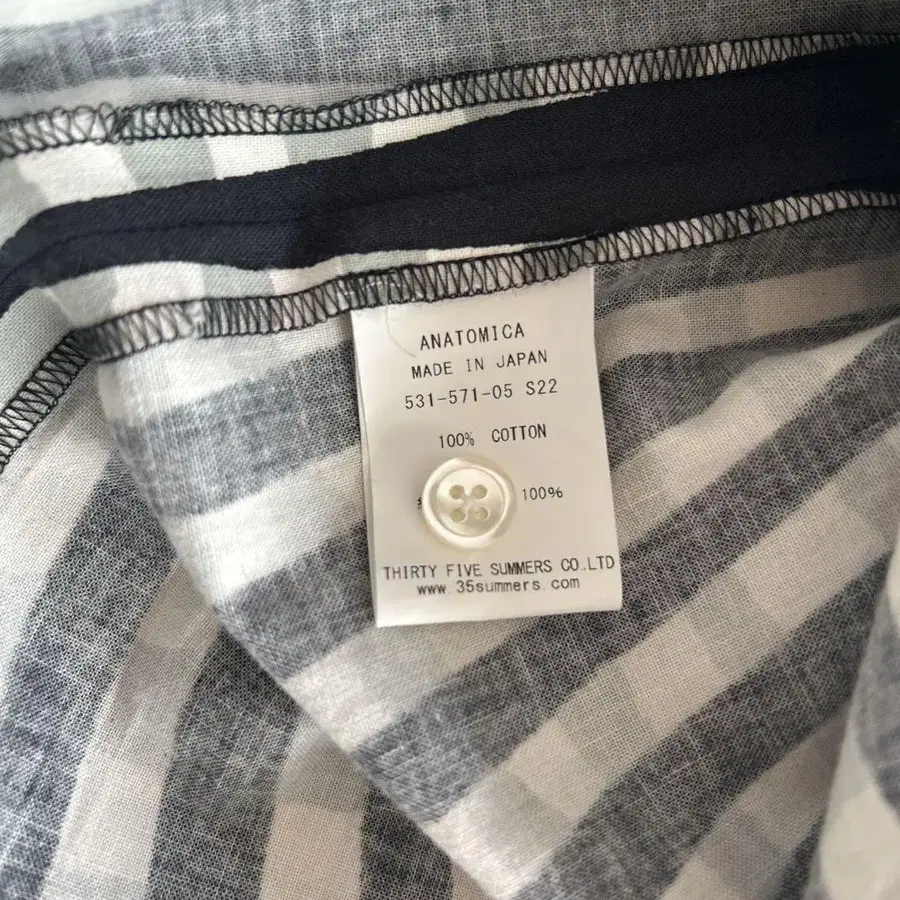 ANATOMICA
MADE IN JAPAN
531-571-05 S22
100% COTTON
100%
THIRTY FIVE SUMMERS CO.,LTD
www.35summers.com